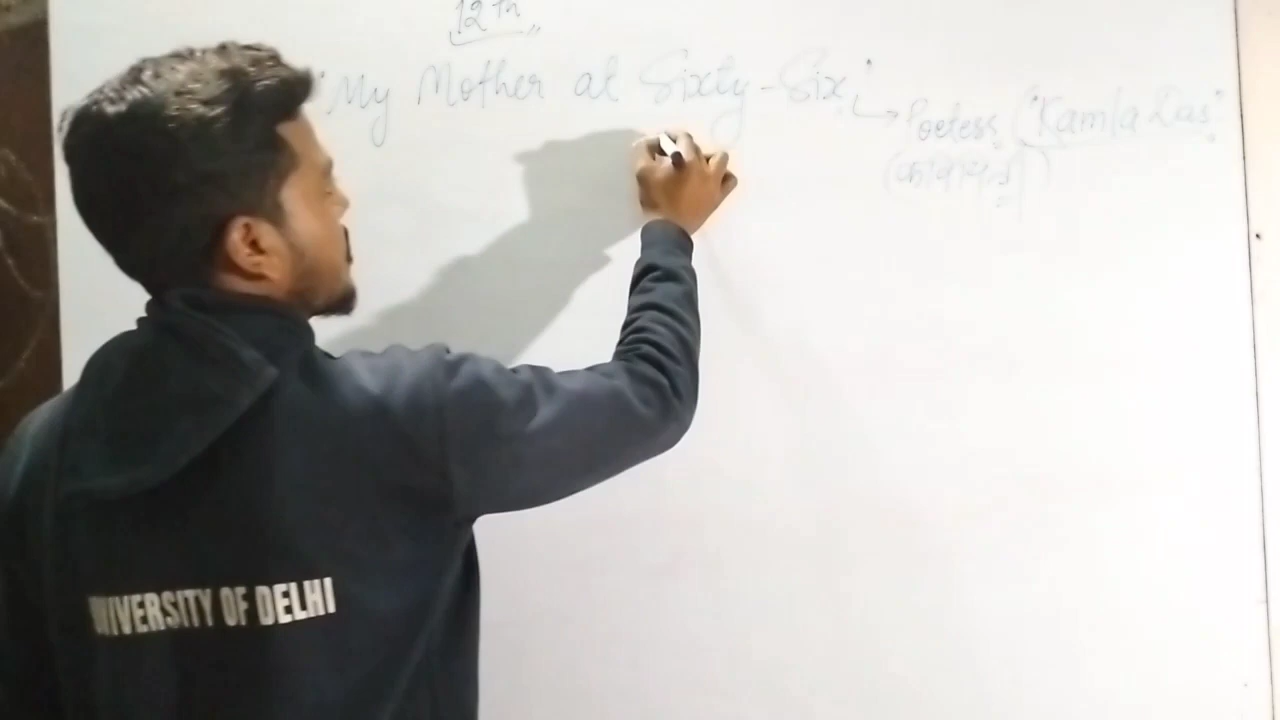 12th
"My Mother at Sixty-Six" → Poetess ("Kamla Das"
UNIVERSITY OF DELHI